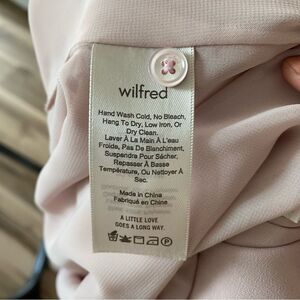 wilfred
Hand Wash Cold, No Bleach,
Hang To Dry, Low Iron, Or
Dry Clean.
Laver À La Main À L'eau
Froide, Pas De Blanchiment,
Suspendre Pour Sécher,
Repasser À Basse
Température, Ou Nettoyer À
Sec.
Made in China
Fabriqué en Chine
A LITTLE LOVE
GOES A LONG WAY.